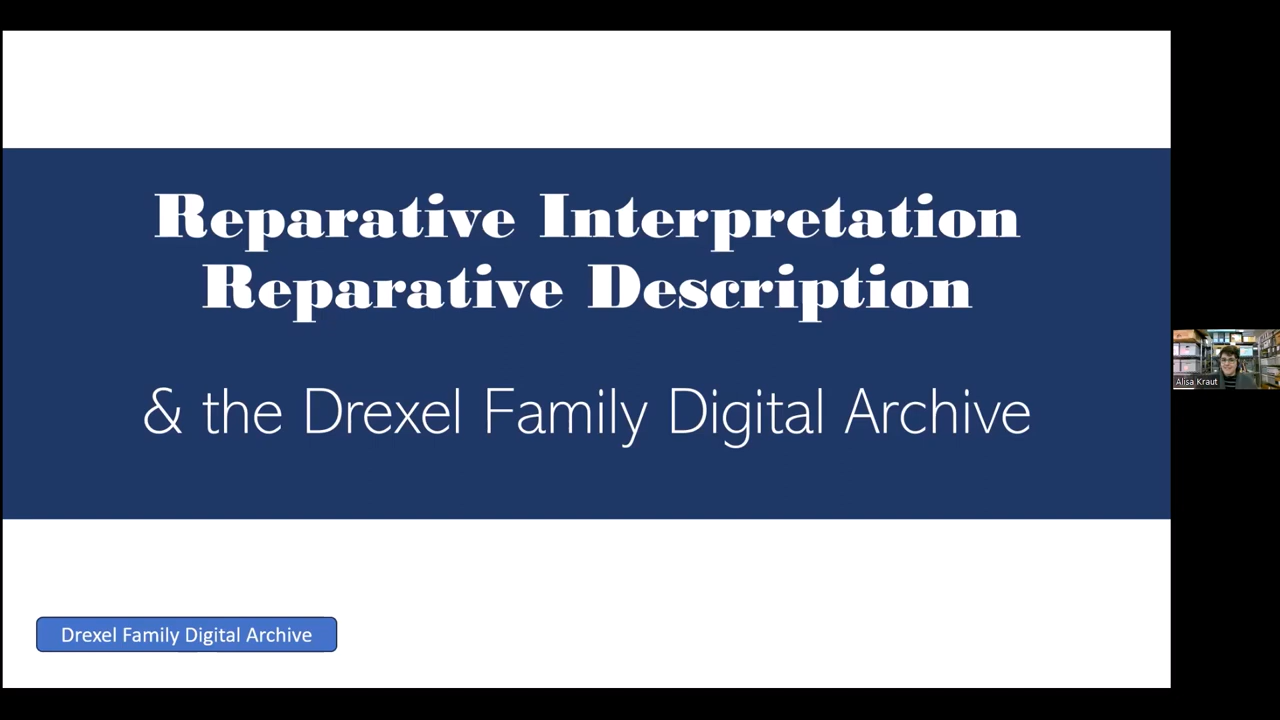 Reparative Interpretation
Reparative Description
& the Drexel Family Digital Archive
Drexel Family Digital Archive
Alisa Kraut